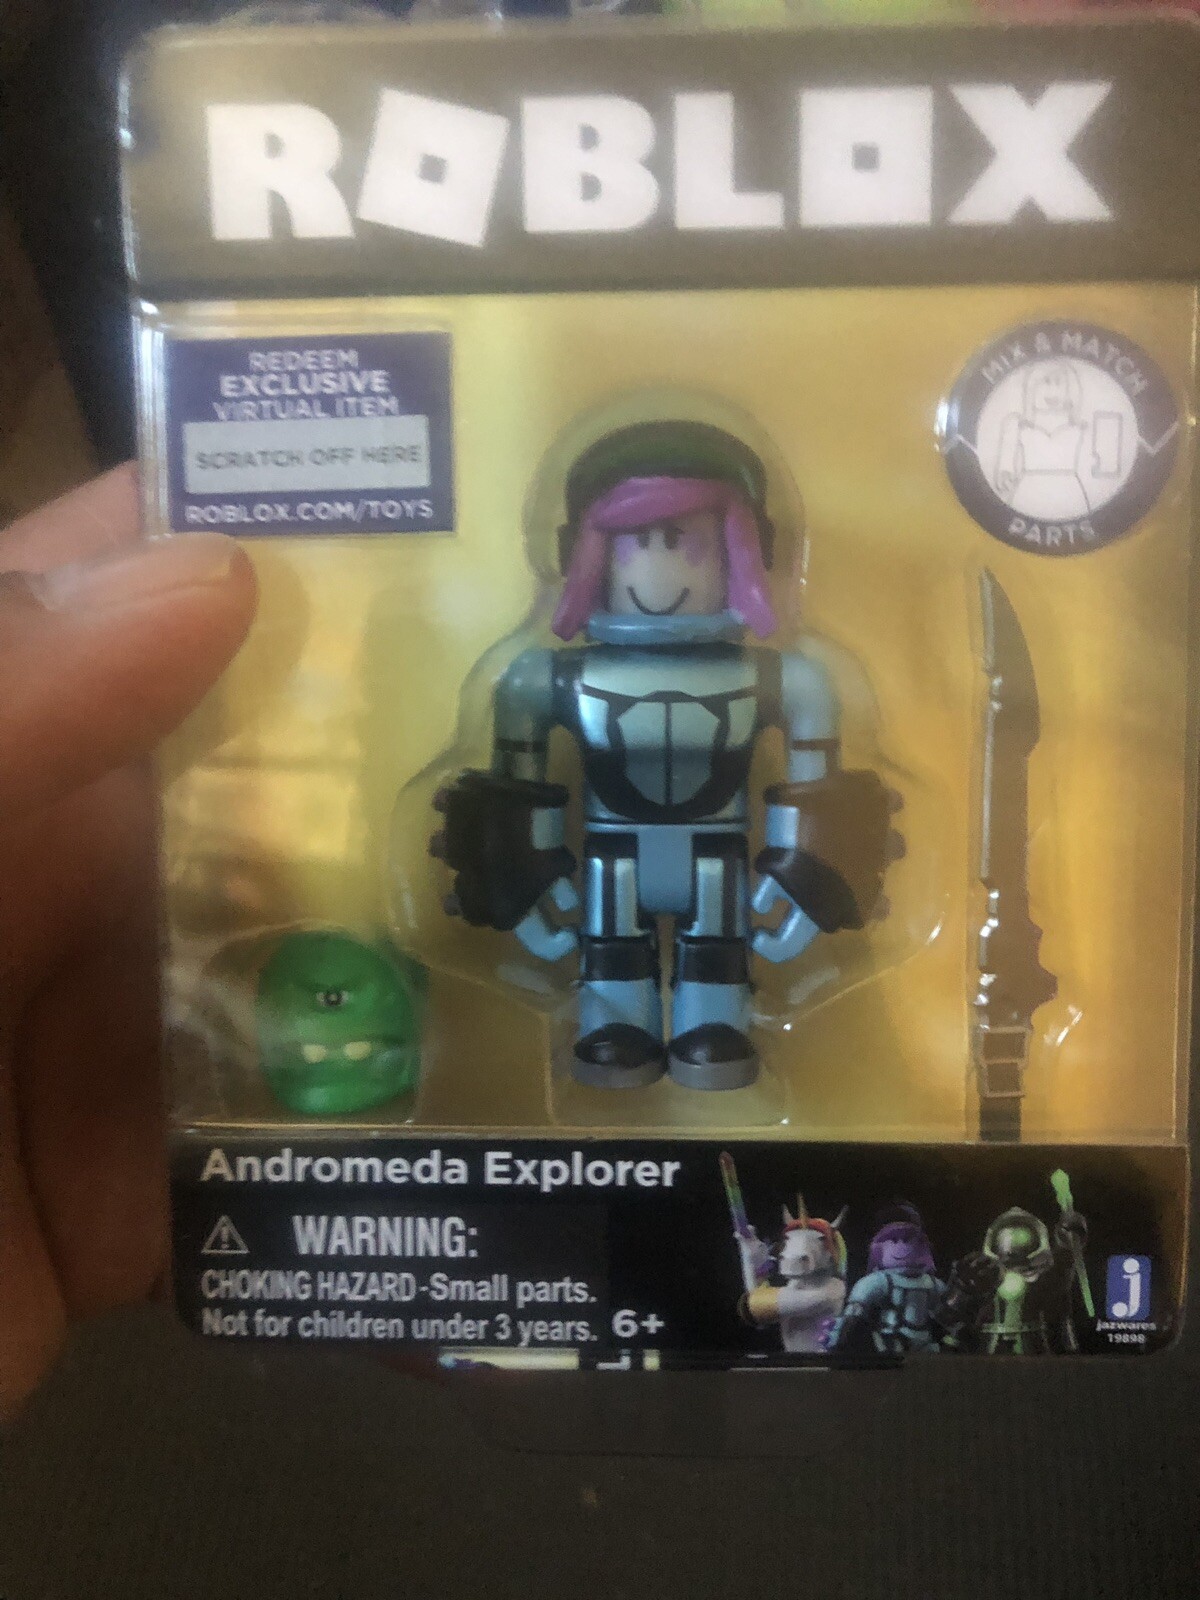 ROBLOX
REDEEM
EXCLUSIVE
VIRTUAL ITEM
SCRATCH OFF HERE
ROBLOX.COM/TOYS
MIX & MATCH
PARTS
Andromeda Explorer
WARNING:
CHOKING HAZARD-Small parts.
Not for children under 3 years. 6+
j
jazwares
19898